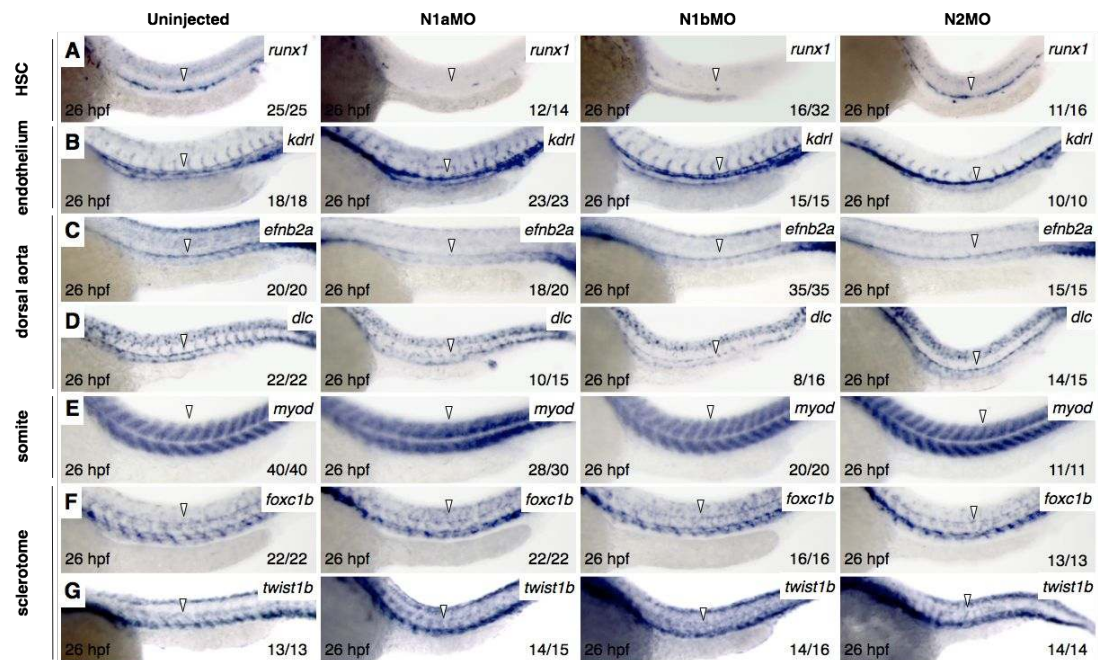 Uninjected N1aMO N1bMO N2MO
HSC
A runx1 runx1 runx1 runx1
26 hpf 25/25 26 hpf 12/14 26 hpf 16/32 26 hpf 11/16
endothelium
B kdrl kdrl kdrl kdrl
26 hpf 18/18 26 hpf 23/23 26 hpf 15/15 26 hpf 10/10
dorsal aorta
C efnb2a efnb2a efnb2a efnb2a
26 hpf 20/20 26 hpf 18/20 26 hpf 35/35 26 hpf 15/15
D dlc dlc dlc dlc
26 hpf 22/22 26 hpf 10/15 26 hpf 8/16 26 hpf 14/15
somite
E myod myod myod myod
26 hpf 40/40 26 hpf 28/30 26 hpf 20/20 26 hpf 11/11
sclerotome
F foxc1b foxc1b foxc1b foxc1b
26 hpf 22/22 26 hpf 22/22 26 hpf 16/16 26 hpf 13/13
G twist1b twist1b twist1b twist1b
26 hpf 13/13 26 hpf 14/15 26 hpf 14/16 26 hpf 14/14